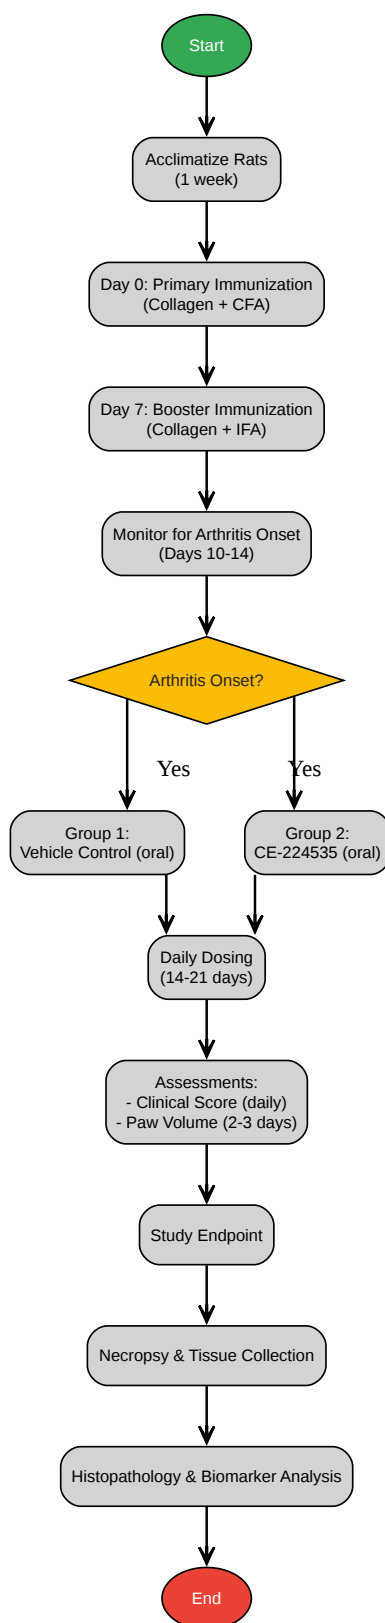 Start
Acclimatize Rats
(1 week)
Day 0: Primary Immunization
(Collagen + CFA)
Day 7: Booster Immunization
(Collagen + IFA)
Monitor for Arthritis Onset
(Days 10-14)
Arthritis Onset?
Yes
Yes
Group 1:
Vehicle Control (oral)
Group 2:
CE-224535 (oral)
Daily Dosing
(14-21 days)
Assessments:
- Clinical Score (daily)
- Paw Volume (2-3 days)
Study Endpoint
Necropsy & Tissue Collection
Histopathology & Biomarker Analysis
End